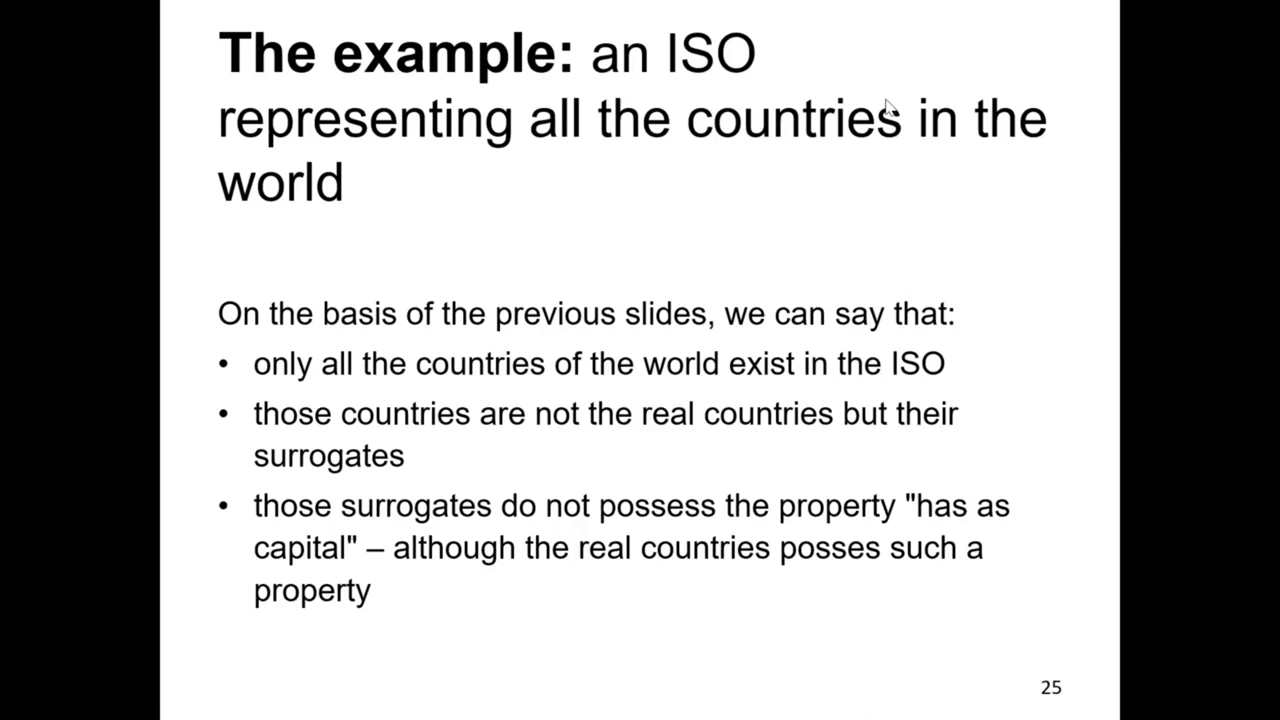 The example: an ISO
representing all the countries in the
world
On the basis of the previous slides, we can say that:
• only all the countries of the world exist in the ISO
• those countries are not the real countries but their
surrogates
• those surrogates do not possess the property "has as
capital" – although the real countries posses such a
property
25